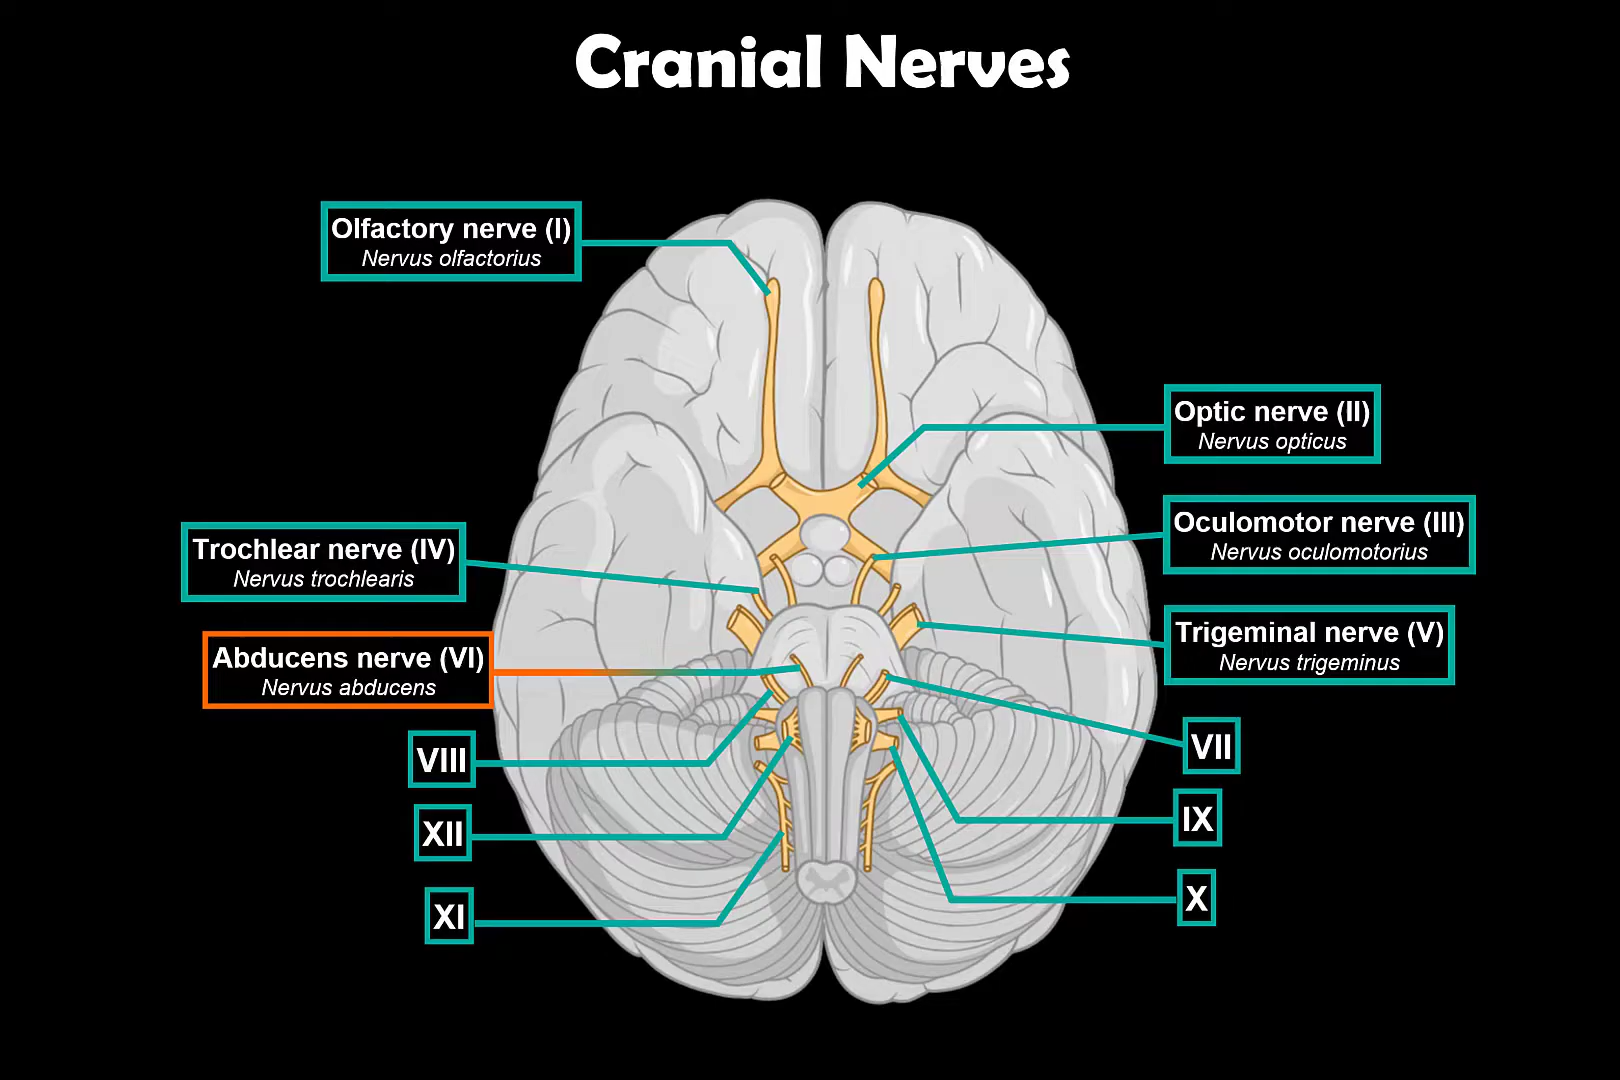 Cranial Nerves
Olfactory nerve (I)
Nervus olfactorius
Optic nerve (II)
Nervus opticus
Oculomotor nerve (III)
Nervus oculomotorius
Trochlear nerve (IV)
Nervus trochlearis
Trigeminal nerve (V)
Nervus trigeminus
Abducens nerve (VI)
Nervus abducens
VII
VIII
IX
XII
X
XI